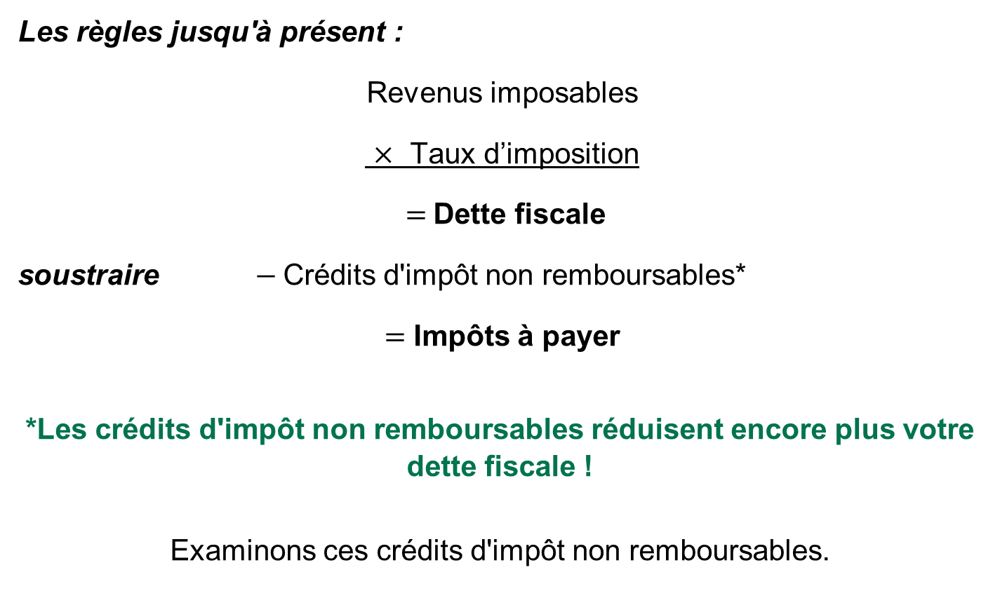 Les règles jusqu'à présent :
Revenus imposables
× Taux d’imposition
= Dette fiscale
soustraire – Crédits d'impôt non remboursables*
= Impôts à payer
*Les crédits d'impôt non remboursables réduisent encore plus votre
dette fiscale !
Examinons ces crédits d'impôt non remboursables.